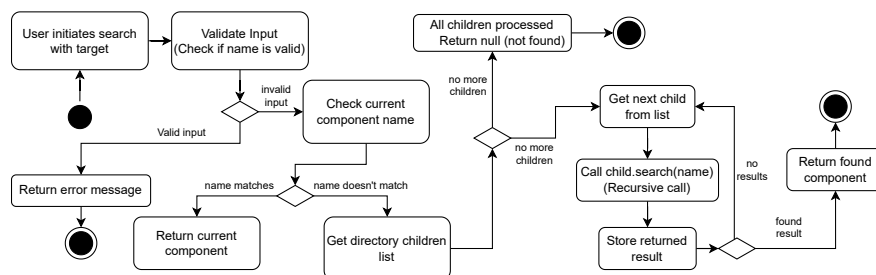 User initiates search
with target
Validate Input
(Check if name is valid)
All children processed
Return null (not found)
invalid
input
Check current
component name
no more
children
Get next child
from list
Valid input
no more
children
Call child.search(name)
(Recursive call)
no
results
Return found
component
Return error message
name matches
name doesn't match
Return current
component
Get directory children
list
Store returned
result
found
result